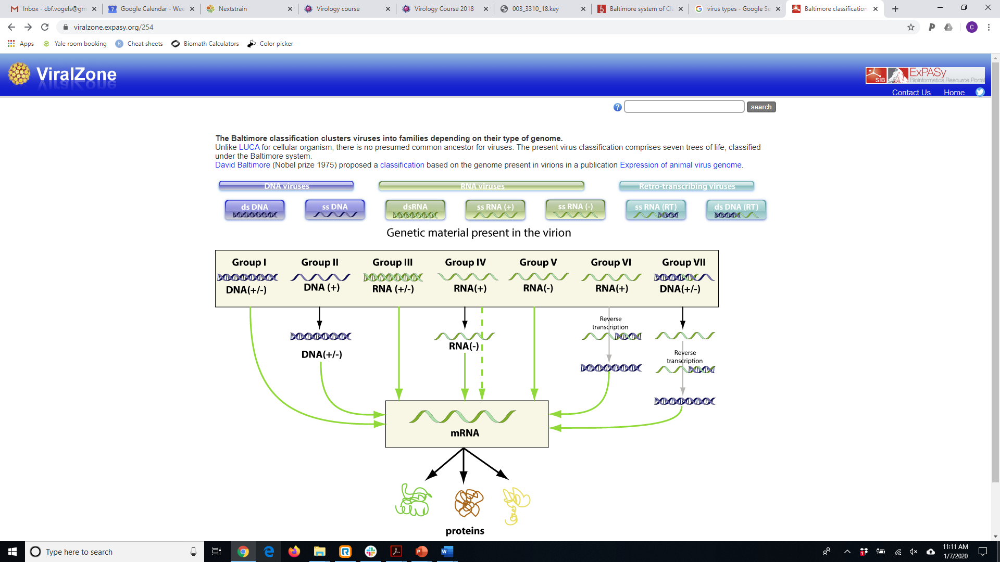 Inbox - cbf.vogels@gm
Google Calendar - Wee
Nextstrain
Virology course
Virology Course 2018
003_3310_18.key
Baltimore system of Cla
virus types - Google Se
Baltimore classification
viralzone.expasy.org/254
Apps
Yale room booking
Cheat sheets
Biomath Calculators
Color picker
ViralZone
SIB
ExPASy
Bioinformatics Resource Portal
Contact Us
Home
search
The Baltimore classification clusters viruses into families depending on their type of genome.
Unlike LUCA for cellular organism, there is no presumed common ancestor for viruses. The present virus classification comprises seven trees of life, classified
under the Baltimore system.
David Baltimore (Nobel prize 1975) proposed a classification based on the genome present in virions in a publication Expression of animal virus genome.
DNA viruses
RNA viruses
Retro-transcribing viruses
ds DNA
ss DNA
dsRNA
ss RNA (+)
ss RNA (-)
ss RNA (RT)
ds DNA (RT)
Genetic material present in the virion
Group I
Group II
Group III
Group IV
Group V
Group VI
Group VII
DNA(+/-)
DNA (+)
RNA (+/-)
RNA(+)
RNA(-)
RNA(+)
DNA(+/-)
Reverse
transcription
RNA(-)
DNA(+/-)
Reverse
transcription
mRNA
proteins
Type here to search
11:11 AM
1/7/2020